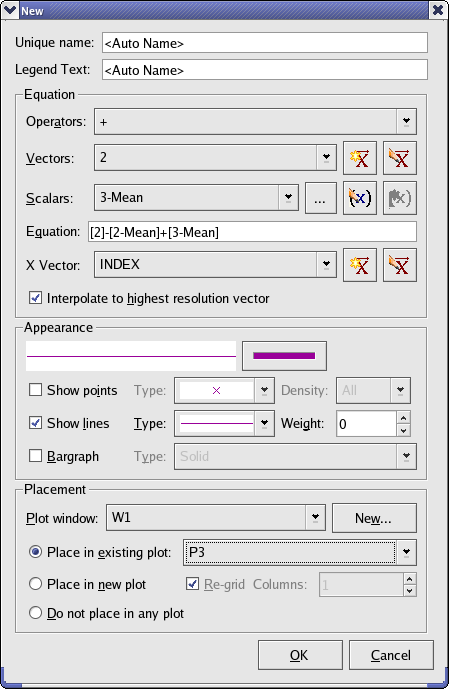 New
Unique name: <Auto Name>
Legend Text: <Auto Name>
Equation
Operators: +
Vectors: 2
Scalars: 3-Mean ...
Equation: [2]-[2-Mean]+[3-Mean]
X Vector: INDEX
Interpolate to highest resolution vector
Appearance
Show points Type: Density: All
Show lines Type: Weight: 0
Bargraph Type: Solid
Placement
Plot window: W1 New...
Place in existing plot: P3
Place in new plot Re-grid Columns: 1
Do not place in any plot
OK Cancel